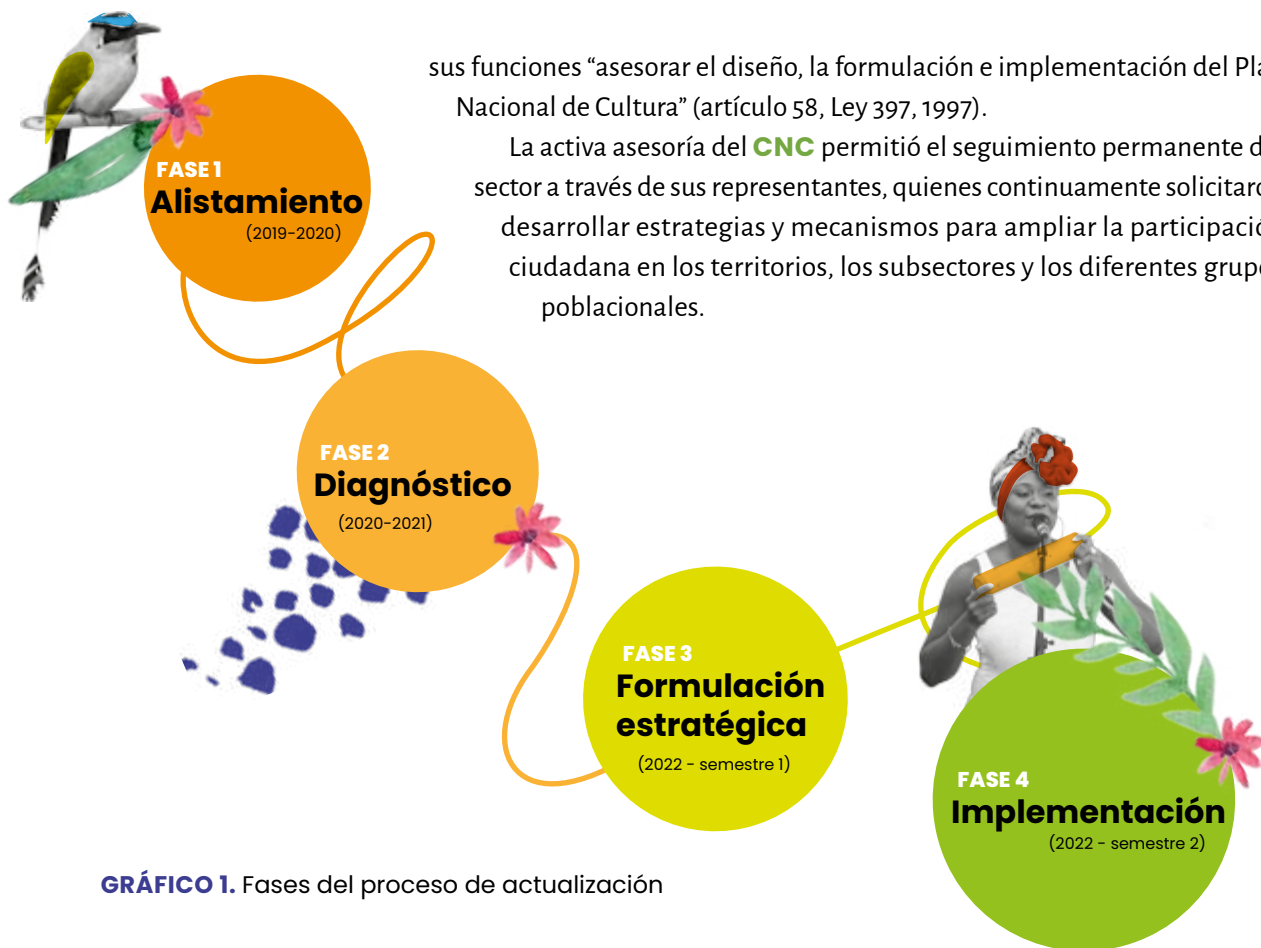 sus funciones “asesorar el diseño, la formulación e implementación del
Nacional de Cultura” (artículo 58, Ley 397, 1997).
La activa asesoría del CNC permitió el seguimiento permanente
sector a través de sus representantes, quienes continuamente
desarrollar estrategias y mecanismos para ampliar la
ciudadana en los territorios, los subsectores y los diferentes
poblacionales.
FASE 1
Alistamiento
(2019-2020)
FASE 2
Diagnóstico
(2020-2021)
FASE 3
Formulación
estratégica
(2022 - semestre 1)
FASE 4
Implementación
(2022 - semestre 2)
GRÁFICO 1. Fases del proceso de actualización